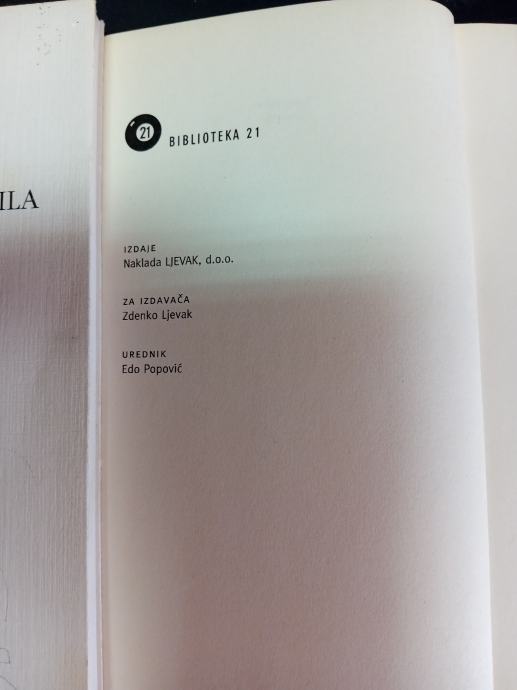 ILA
21
BIBLIOTEKA 21
IZDAJE
Naklada LJEVAK, d.o.o.
ZA IZDAVAČA
Zdenko Ljevak
UREDNIK
Edo Popović